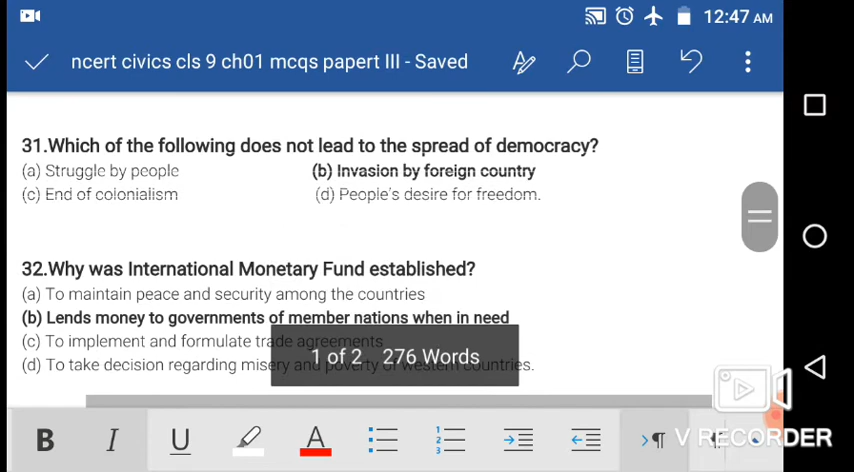 12:47 AM
ncert civics cls 9 ch01 mcqs papert III - Saved
31.Which of the following does not lead to the spread of democracy?
(a) Struggle by people (b) Invasion by foreign country
(c) End of colonialism (d) People's desire for freedom.
32.Why was International Monetary Fund established?
(a) To maintain peace and security among the countries
(b) Lends money to governments of member nations when in need
(c) To implement and formulate trade agreements
(d) To take decision regarding misery and poverty of western countries.
1 of 2 276 Words
B I U A
V RECORDER